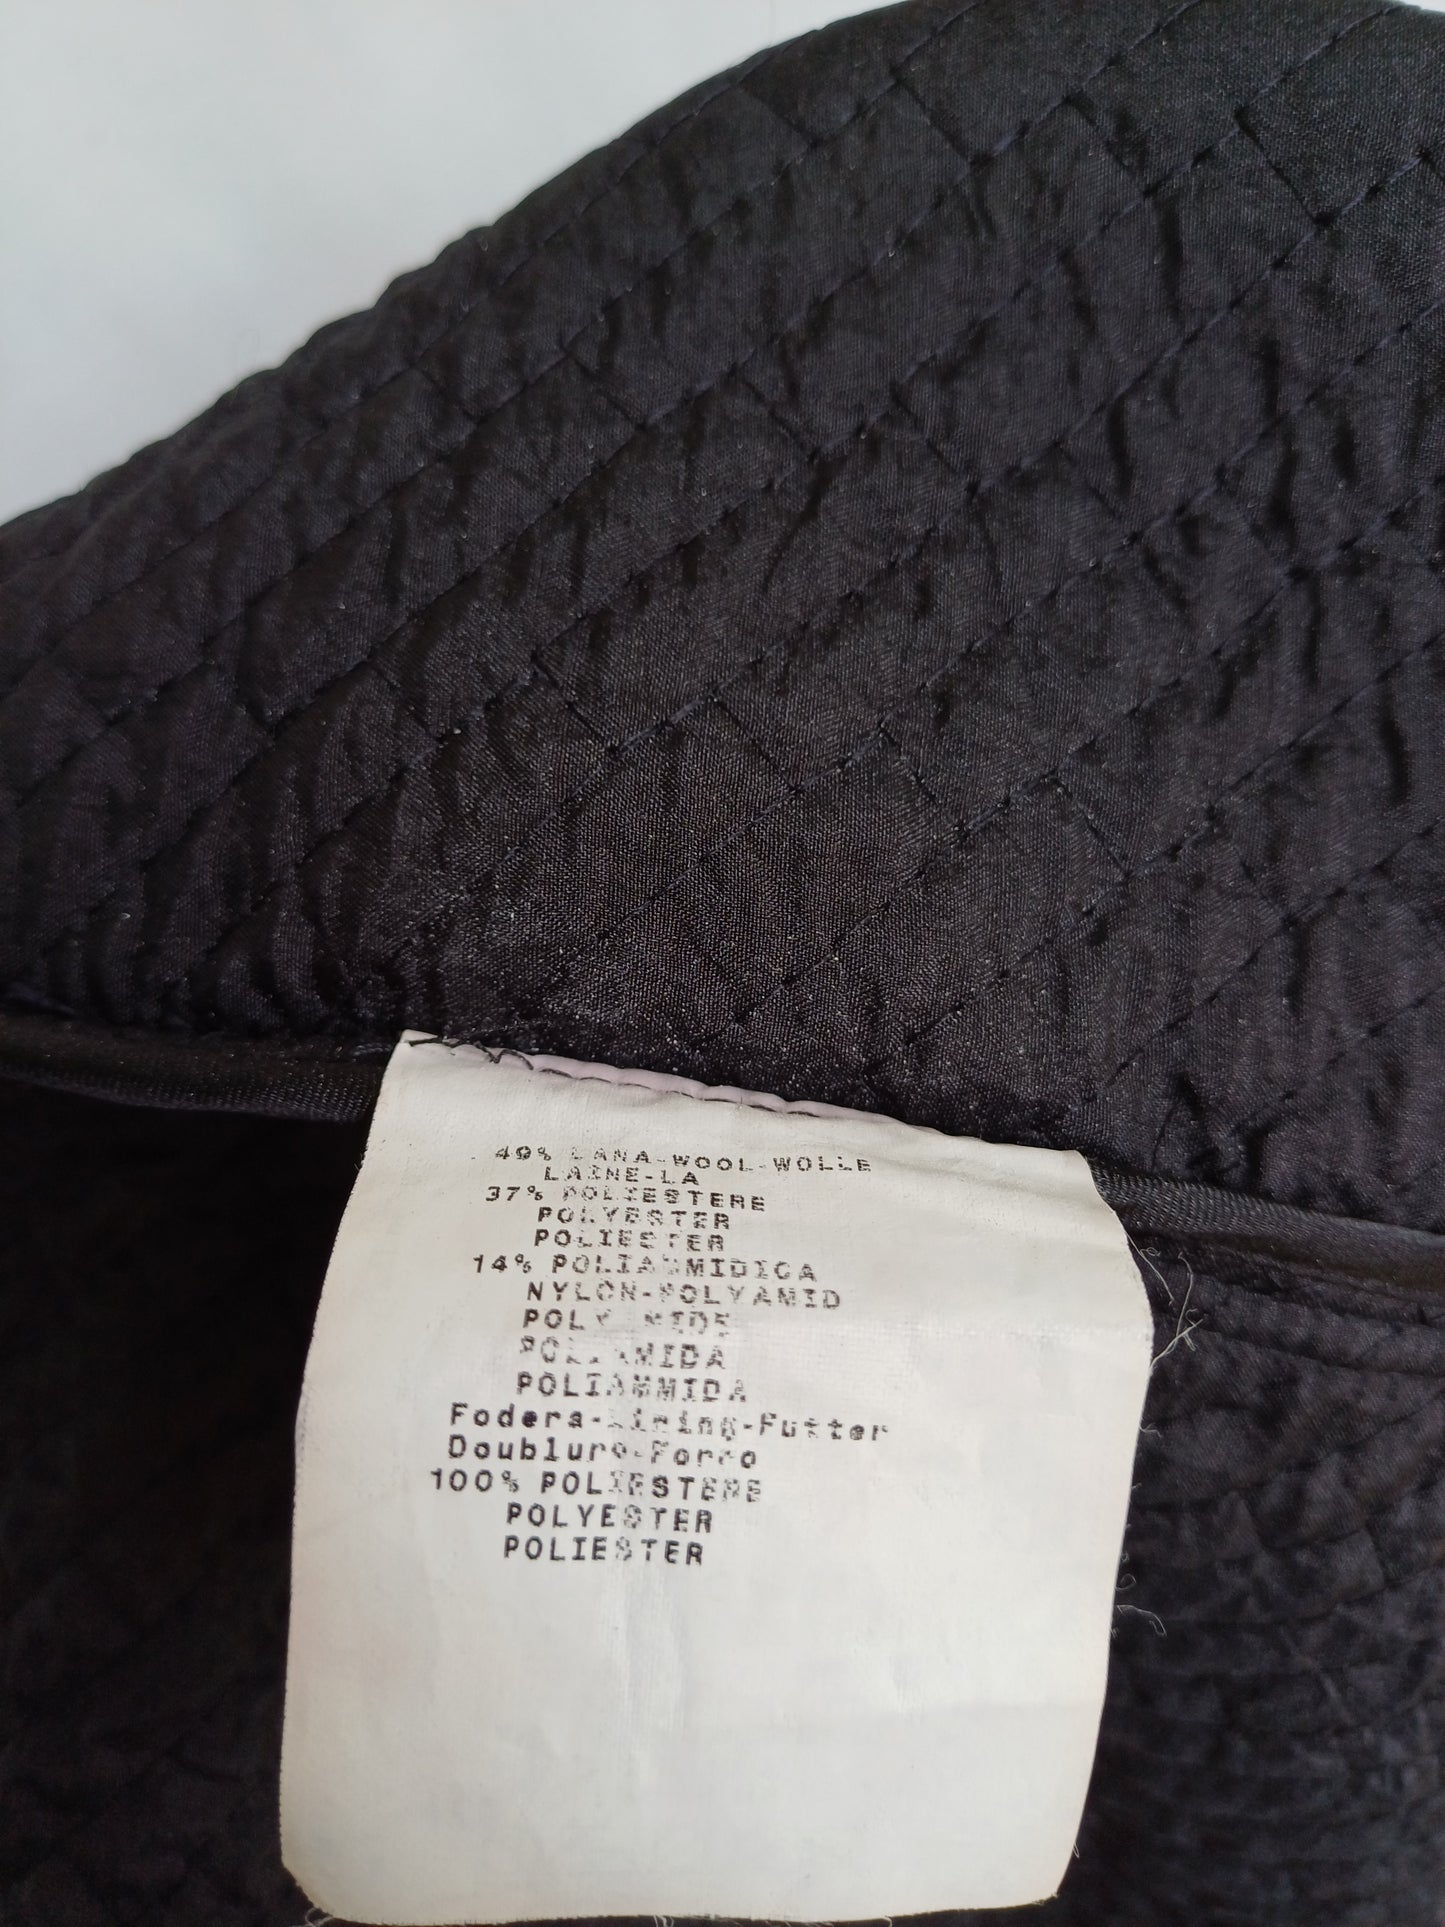 49% LANA-WOOL-WOLLE
LAINE-LA
37% POLIESTERE
POLYESTER
POLIESTER
14% POLIAMMIDICA
NYLON-POLYAMID
POLYAMIDE
POLIAMIDA
POLIAMMIDA
Fodera-Lining-Futter
Doublure-Forro
100% POLIESTERE
POLYESTER
POLIESTER